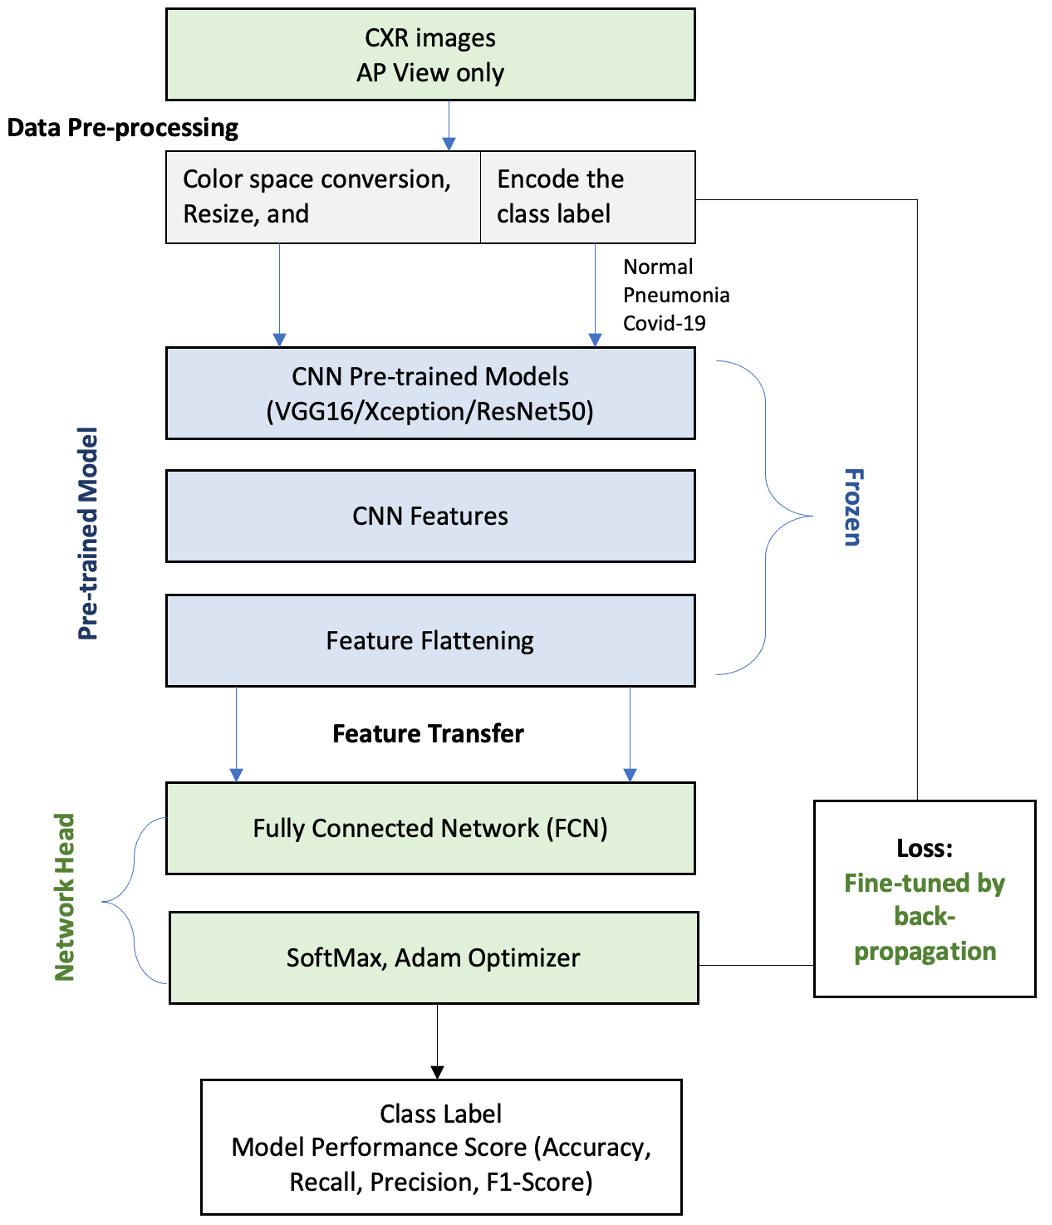 CXR images
AP View only
Data Pre-processing
Color space conversion,
Resize, and
Encode the
class label
Normal
Pneumonia
Covid-19
CNN Pre-trained Models
(VGG16/Xception/ResNet50)
CNN Features
Feature Flattening
Pre-trained Model
Frozen
Feature Transfer
Fully Connected Network (FCN)
SoftMax, Adam Optimizer
Network Head
Loss:
Fine-tuned by
back-
propagation
Class Label
Model Performance Score (Accuracy,
Recall, Precision, F1-Score)